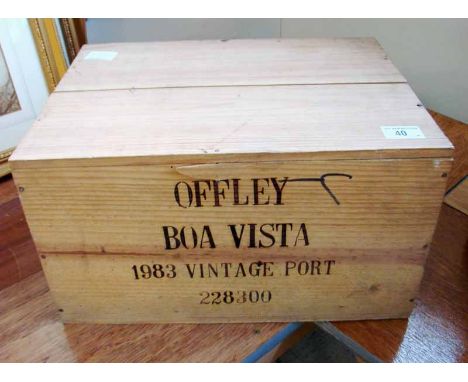 40
OFFLEY
BOA VISTA
1983 VINTAGE PORT
228300